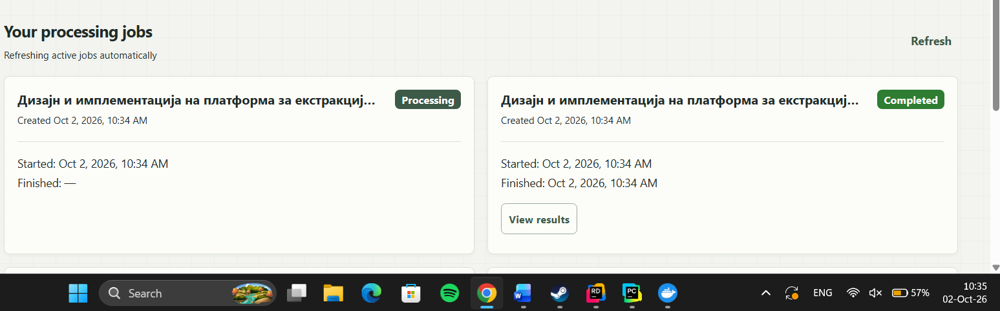 Your processing jobs
Refreshing active jobs automatically
Refresh
Дизајн и имплементација на платформа за екстракциј...
Processing
Created Oct 2, 2026, 10:34 AM
Started: Oct 2, 2026, 10:34 AM
Finished: —
Дизајн и имплементација на платформа за екстракциј...
Completed
Created Oct 2, 2026, 10:34 AM
Started: Oct 2, 2026, 10:34 AM
Finished: Oct 2, 2026, 10:34 AM
View results
Search
W
RD
PC
ENG
57%
10:35
02-Oct-26